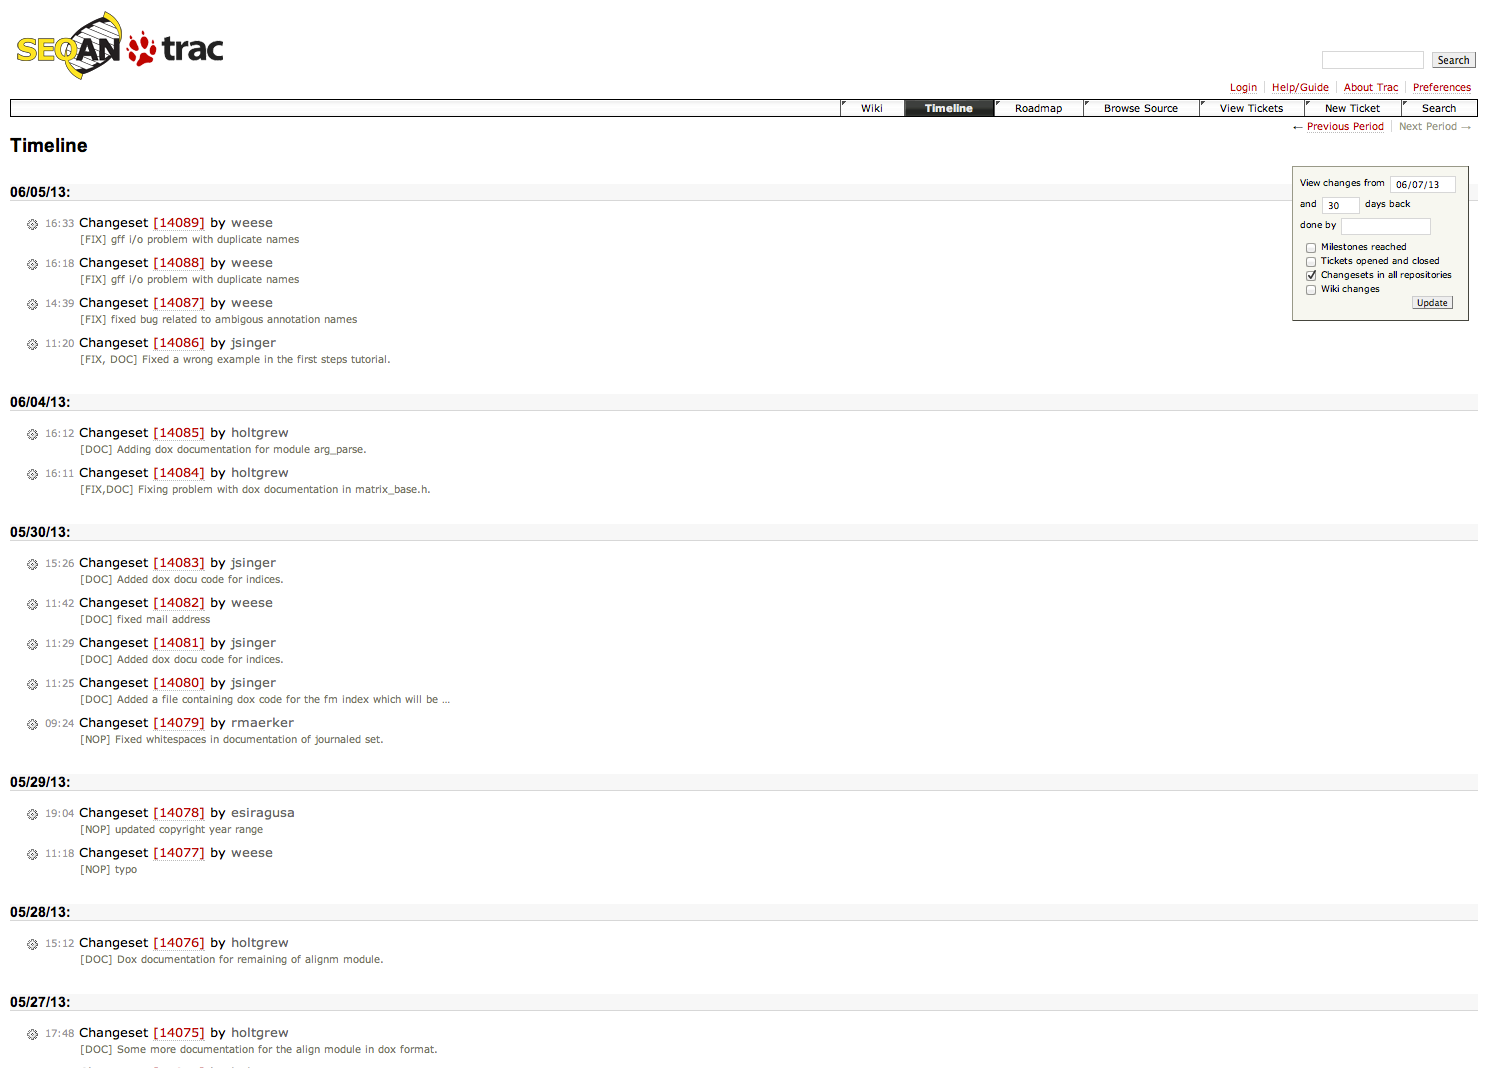 SEQAN trac
Search
Login Help/Guide About Trac Preferences
Wiki Timeline Roadmap Browse Source View Tickets New Ticket Search
← Previous Period Next Period →
Timeline
View changes from 06/07/13
and 30 days back
done by
Milestones reached
Tickets opened and closed
Changesets in all repositories
Wiki changes
Update
06/05/13:
16:33 Changeset [14089] by weese
[FIX] gff i/o problem with duplicate names
16:18 Changeset [14088] by weese
[FIX] gff i/o problem with duplicate names
14:39 Changeset [14087] by weese
[FIX] fixed bug related to ambigous annotation names
11:20 Changeset [14086] by jsinger
[FIX, DOC] Fixed a wrong example in the first steps tutorial.
06/04/13:
16:12 Changeset [14085] by holtgrew
[DOC] Adding dox documentation for module arg_parse.
16:11 Changeset [14084] by holtgrew
[FIX,DOC] Fixing problem with dox documentation in matrix_base.h.
05/30/13:
15:26 Changeset [14083] by jsinger
[DOC] Added dox docu code for indices.
11:42 Changeset [14082] by weese
[DOC] fixed mail address
11:29 Changeset [14081] by jsinger
[DOC] Added dox docu code for indices.
11:25 Changeset [14080] by jsinger
[DOC] Added a file containing dox code for the fm index which will be ...
09:24 Changeset [14079] by rmaerker
[NOP] Fixed whitespaces in documentation of journaled set.
05/29/13:
19:04 Changeset [14078] by esiragusa
[NOP] updated copyright year range
11:18 Changeset [14077] by weese
[NOP] typo
05/28/13:
15:12 Changeset [14076] by holtgrew
[DOC] Dox documentation for remaining of alignm module.
05/27/13:
17:48 Changeset [14075] by holtgrew
[DOC] Some more documentation for the align module in dox format.